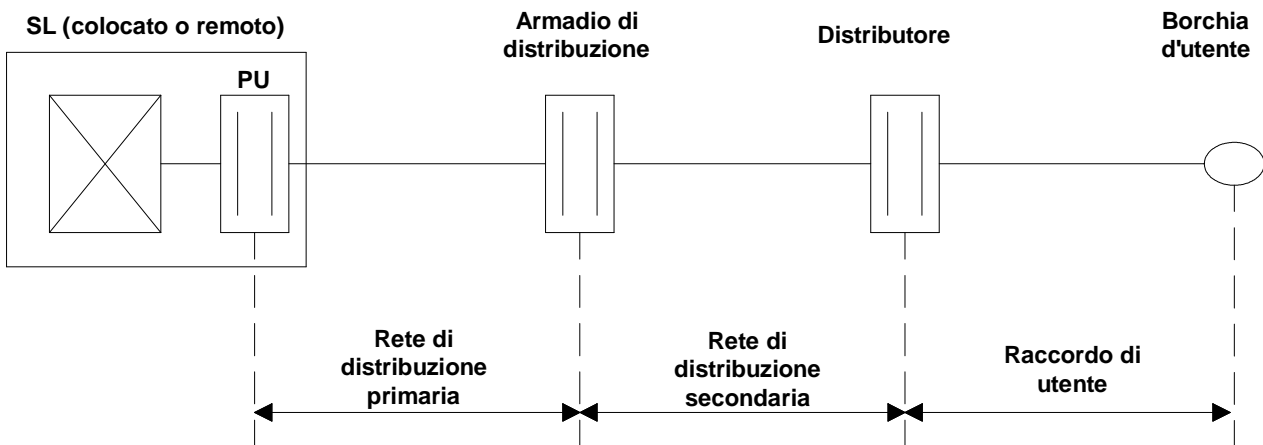 SL (colocato o remoto)
PU
Armadio di
distribuzione
Distributore
Borchia
d'utente
Rete di
distribuzione
primaria
Rete di
distribuzione
secondaria
Raccordo di
utente